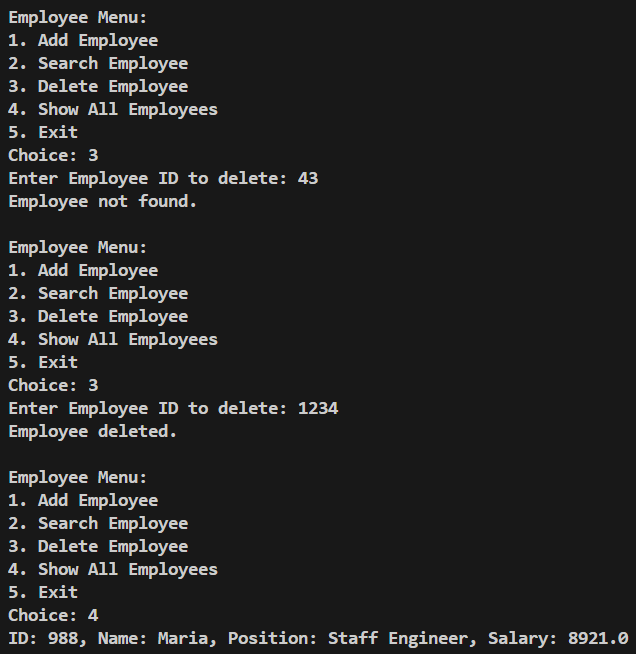 Employee Menu:
1. Add Employee
2. Search Employee
3. Delete Employee
4. Show All Employees
5. Exit
Choice: 3
Enter Employee ID to delete: 43
Employee not found.

Employee Menu:
1. Add Employee
2. Search Employee
3. Delete Employee
4. Show All Employees
5. Exit
Choice: 3
Enter Employee ID to delete: 1234
Employee deleted.

Employee Menu:
1. Add Employee
2. Search Employee
3. Delete Employee
4. Show All Employees
5. Exit
Choice: 4
ID: 988, Name: Maria, Position: Staff Engineer, Salary: 8921.0